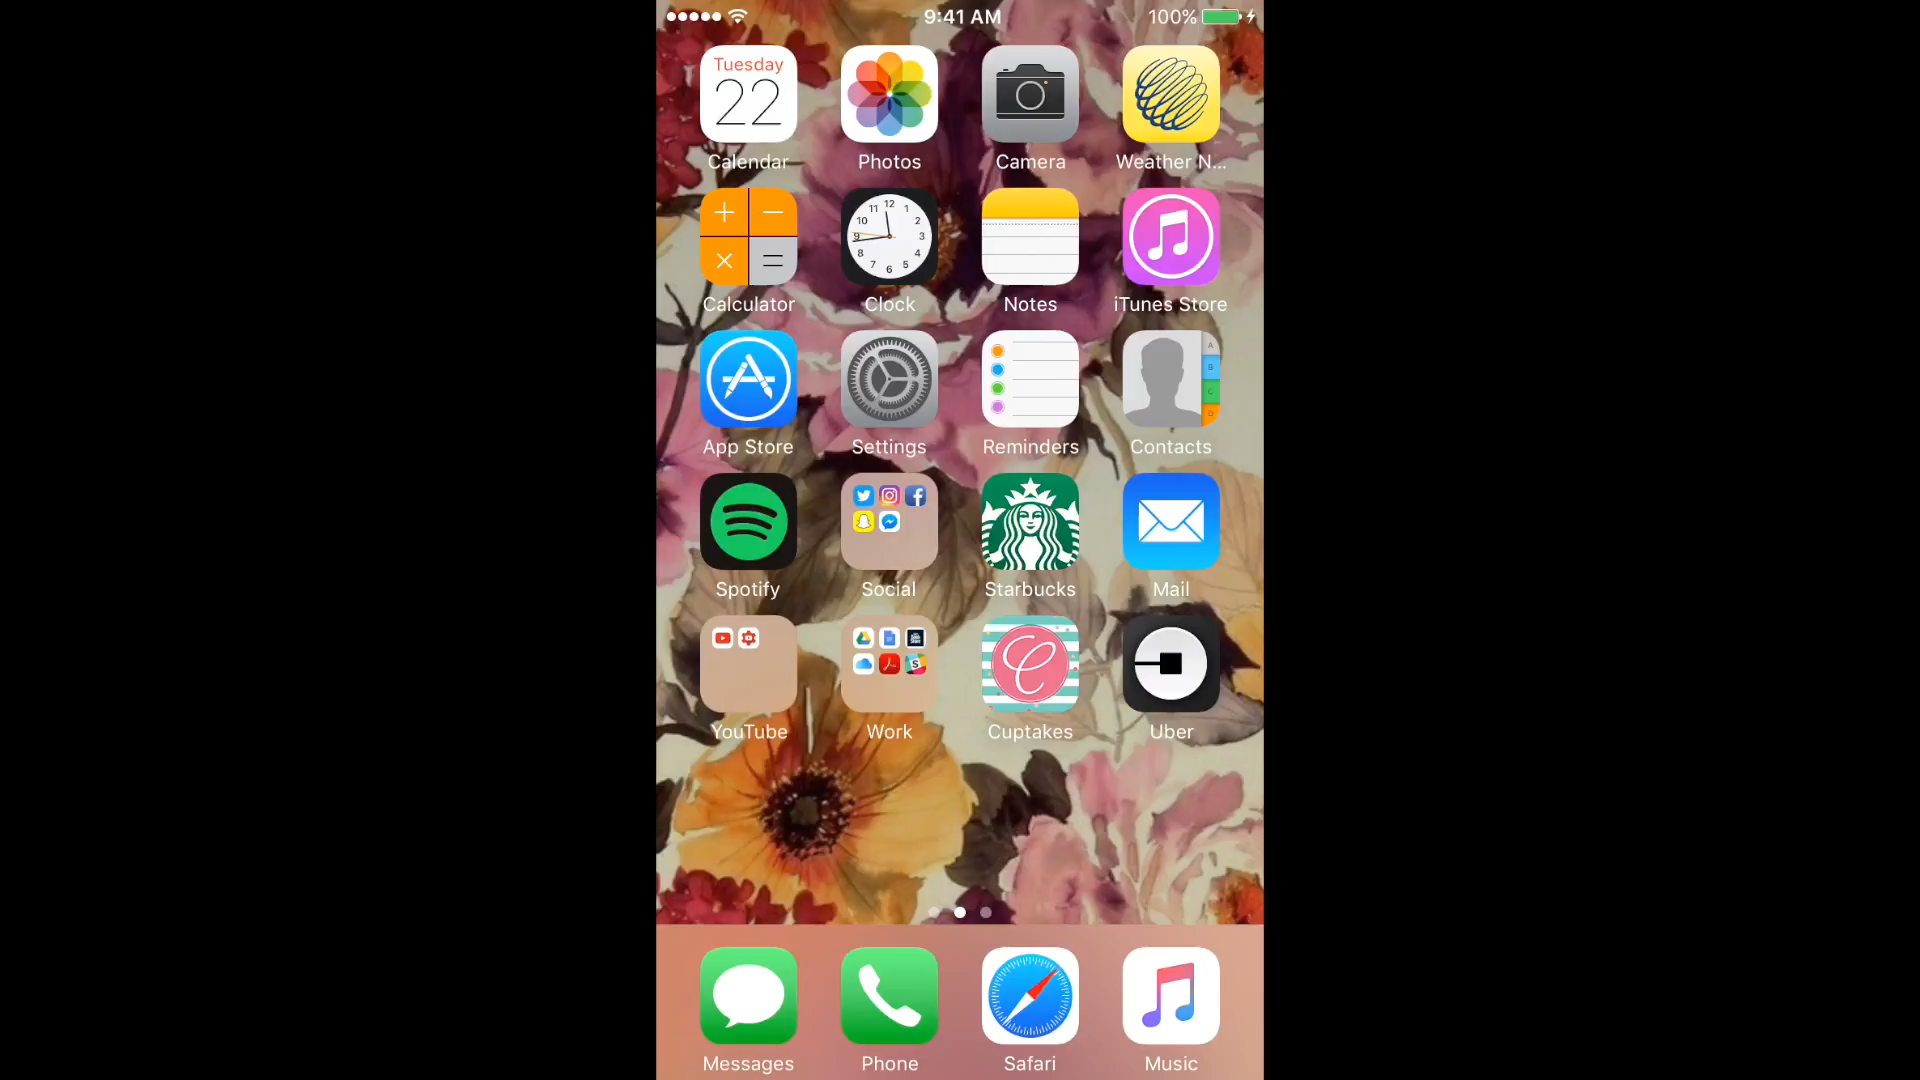 9:41 AM 100%
Tuesday
22
Calendar Photos Camera Weather N...
Calculator Clock Notes iTunes Store
App Store Settings Reminders Contacts
Spotify Social Starbucks Mail
YouTube Work Cuptakes Uber
Messages Phone Safari Music